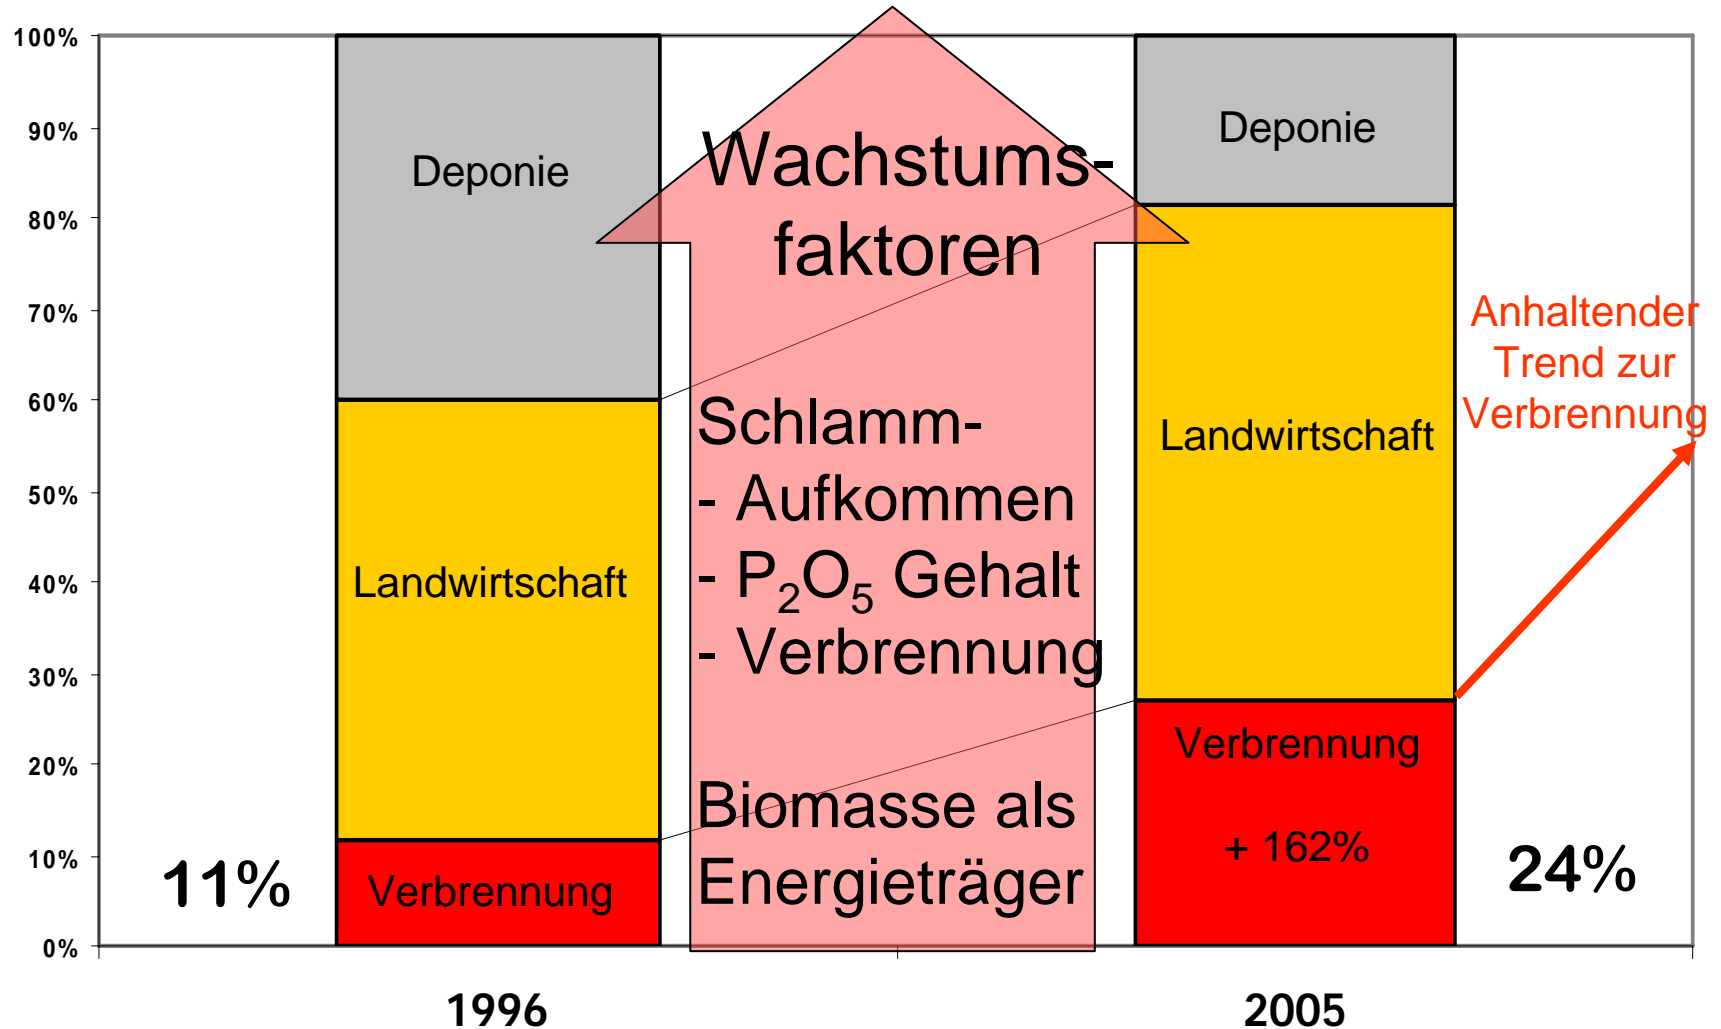 100%
90%
80%
70%
60%
50%
40%
30%
20%
10%
0%
Deponie
Landwirtschaft
Verbrennung
11%
Wachstums-
faktoren
Schlamm-
- Aufkommen
- P₂O₅ Gehalt
- Verbrennung
Biomasse als
Energieträger
Deponie
Landwirtschaft
Verbrennung
+ 162%
Anhaltender
Trend zur
Verbrennung
24%
1996
2005